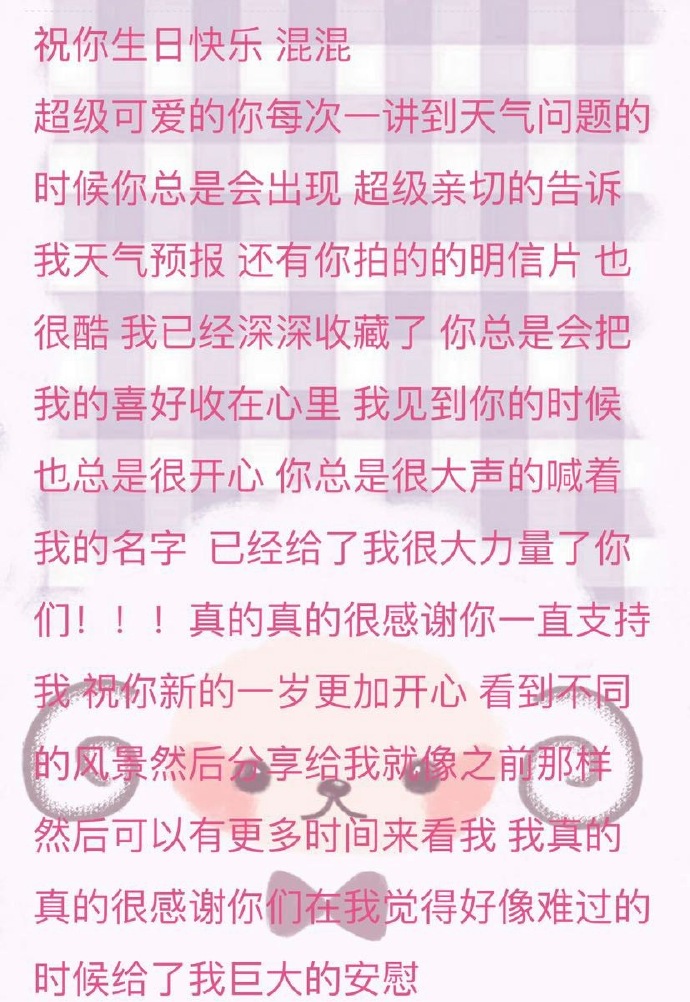 祝你生日快乐 混混
超级可爱的你每次一讲到天气问题的
时候你总是会出现 超级亲切的告诉
我天气预报 还有你拍的的明信片 也
很酷 我已经深深收藏了 你总是会把
我的喜好收在心里 我见到你的时候
也总是很开心 你总是很大声的喊着
我的名字  已经给了我很大力量了你
们！！！真的真的很感谢你一直支持
我 祝你新的一岁更加开心 看到不同
的风景然后分享给我就像之前那样
然后可以有更多时间来看我 我真的
真的很感谢你们在我觉得好像难过的
时候给了我巨大的安慰